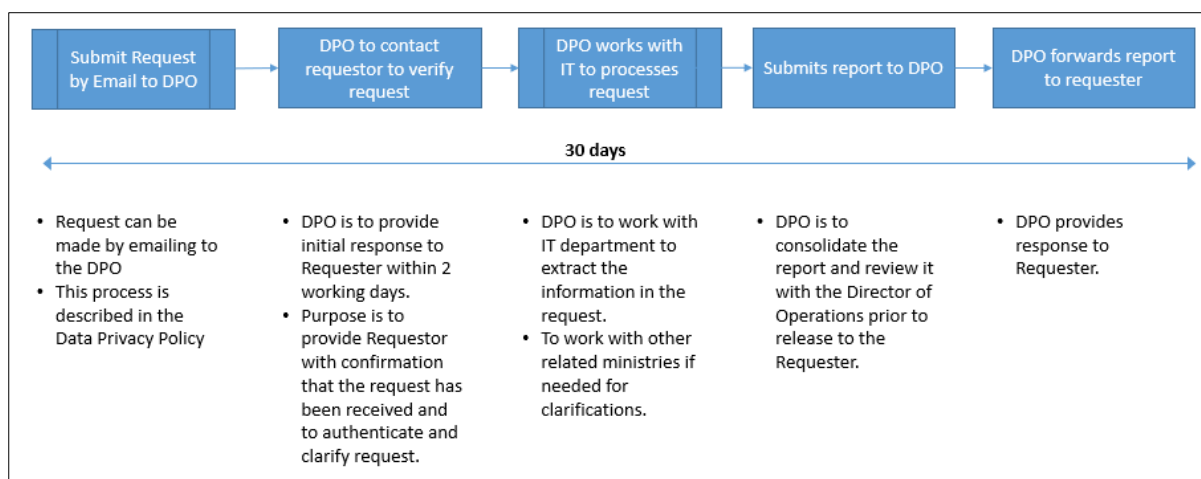 Submit Request
by Email to DPO
DPO to contact
requestor to verify
request
DPO works with
IT to processes
request
Submits report to DPO
DPO forwards report
to requester
30 days
• Request can be
made by emailing to
the DPO
• This process is
described in the
Data Privacy Policy
• DPO is to provide
initial response to
Requester within 2
working days.
• Purpose is to
provide Requestor
with confirmation
that the request has
been received and
to authenticate and
clarify request.
• DPO is to work with
IT department to
extract the
information in the
request.
• To work with other
related ministries if
needed for
clarifications.
• DPO is to
consolidate the
report and review it
with the Director of
Operations prior to
release to the
Requester.
• DPO provides
response to
Requester.